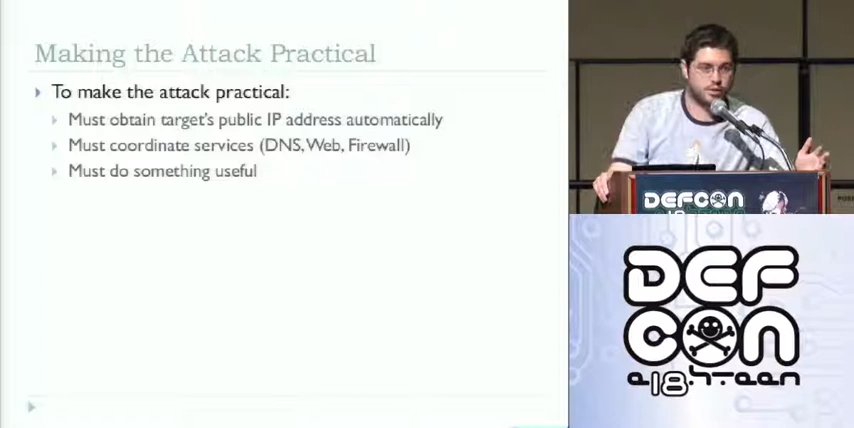 Making the Attack Practical
To make the attack practical:
Must obtain target's public IP address automatically
Must coordinate services (DNS, Web, Firewall)
Must do something useful
DEFCON
DEF
CON
e18hteen